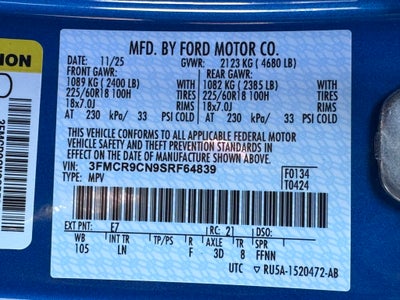 MFD. BY FORD MOTOR CO.
DATE: 11/25 GVWR: 2123 KG ( 4680 LB)
FRONT GAWR: REAR GAWR:
1089 KG ( 2400 LB) WITH 1082 KG ( 2385 LB) WITH
225/60R18 100H TIRES 225/60R18 100H TIRES
18x7.0J RIMS 18x7.0J RIMS
AT 230 kPa/ 33 PSI COLD AT 230 kPa/ 33 PSI COLD
THIS VEHICLE CONFORMS TO ALL APPLICABLE FEDERAL MOTOR
VEHICLE SAFETY AND THEFT PREVENTION STANDARDS IN
EFFECT ON THE DATE OF MANUFACTURE SHOWN ABOVE.
VIN: 3FMCR9CN9SRF64839 F0134
TYPE: MPV T0424
EXT PNT: E7 RC: 21 DSO:
WB INT TR R AXLE TR SPR
105 LN F 3D 8 FFNN
UTC RU5A-1520472-AB